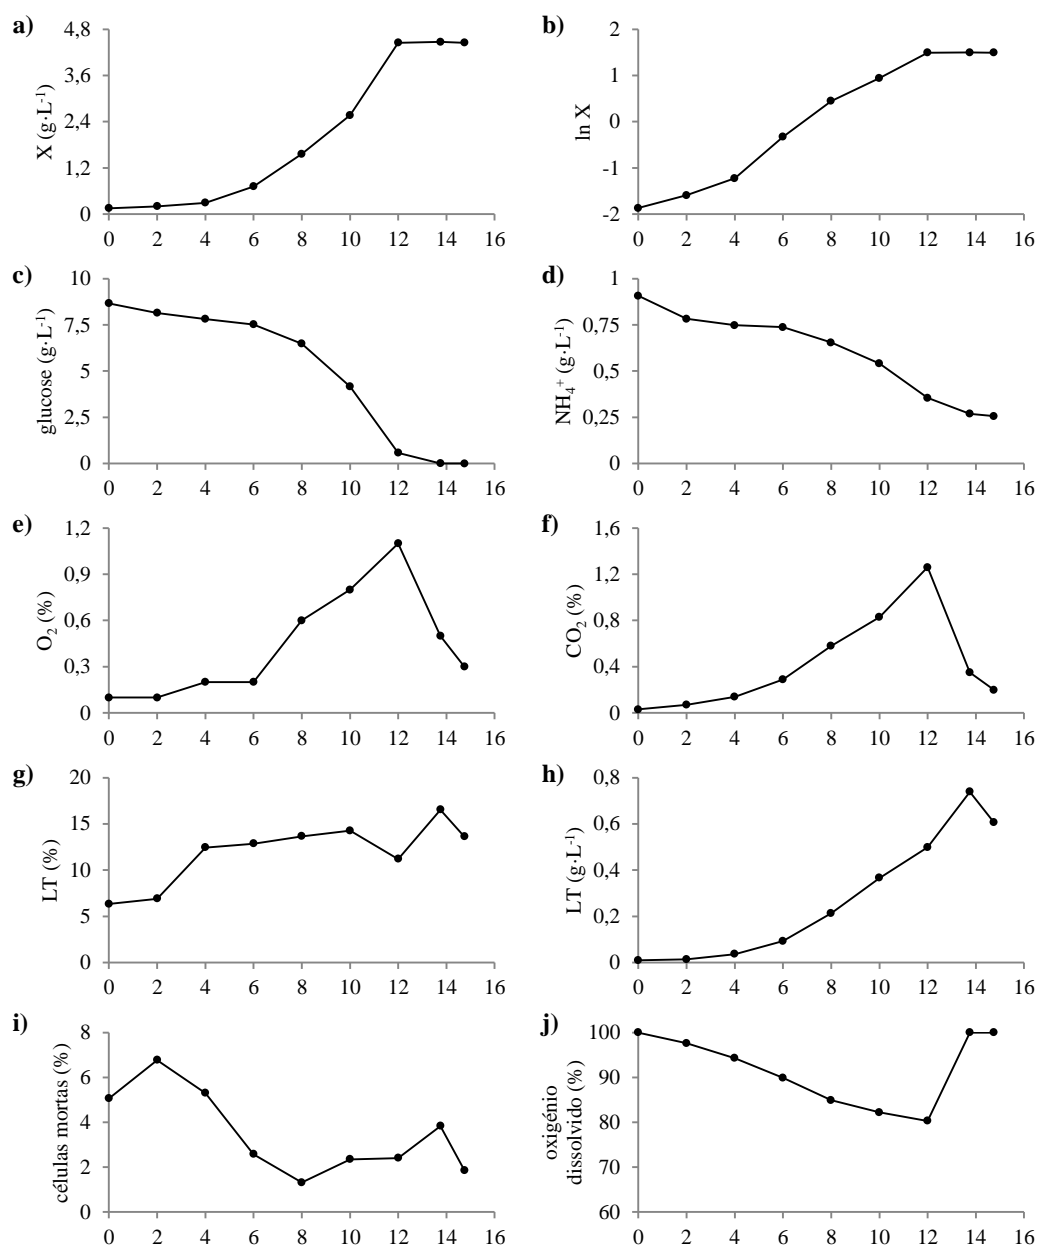 a)
X (g·L⁻¹)
4,8
3,6
2,4
1,2
0
0 2 4 6 8 10 12 14 16
b)
ln X
2
1
0
-1
-2
0 2 4 6 8 10 12 14 16
c)
glucose (g·L⁻¹)
10
7,5
5
2,5
0
0 2 4 6 8 10 12 14 16
d)
NH₄⁺ (g·L⁻¹)
1
0,75
0,5
0,25
0
0 2 4 6 8 10 12 14 16
e)
O₂ (%)
1,2
0,9
0,6
0,3
0
0 2 4 6 8 10 12 14 16
f)
CO₂ (%)
1,6
1,2
0,8
0,4
0
0 2 4 6 8 10 12 14 16
g)
LT (%)
20
15
10
5
0
0 2 4 6 8 10 12 14 16
h)
LT (g·L⁻¹)
0,8
0,6
0,4
0,2
0
0 2 4 6 8 10 12 14 16
i)
células mortas (%)
8
6
4
2
0
0 2 4 6 8 10 12 14 16
j)
oxigénio
dissolvido (%)
100
90
80
70
60
0 2 4 6 8 10 12 14 16